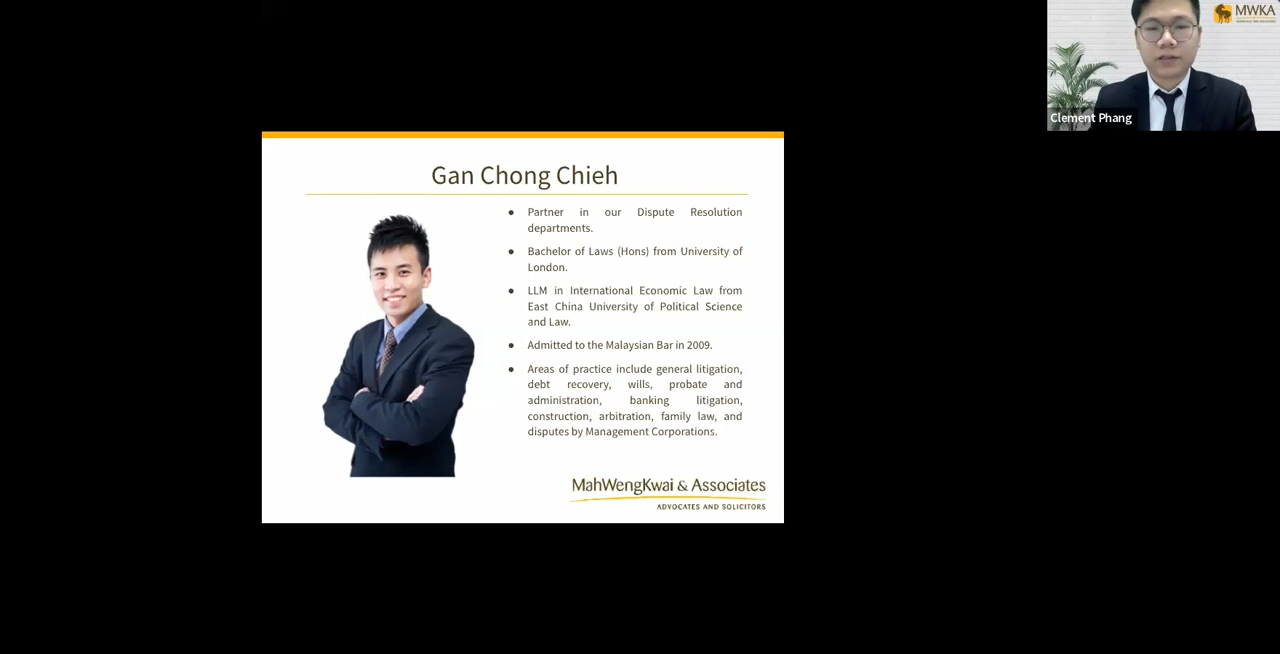 MWKA
Clement Phang
Gan Chong Chieh
● Partner in our Dispute Resolution
departments.
● Bachelor of Laws (Hons) from University of
London.
● LLM in International Economic Law from
East China University of Political Science
and Law.
● Admitted to the Malaysian Bar in 2009.
● Areas of practice include general litigation,
debt recovery, wills, probate and
administration, banking litigation,
construction, arbitration, family law, and
disputes by Management Corporations.
MahWengKwai & Associates
ADVOCATES AND SOLICITORS